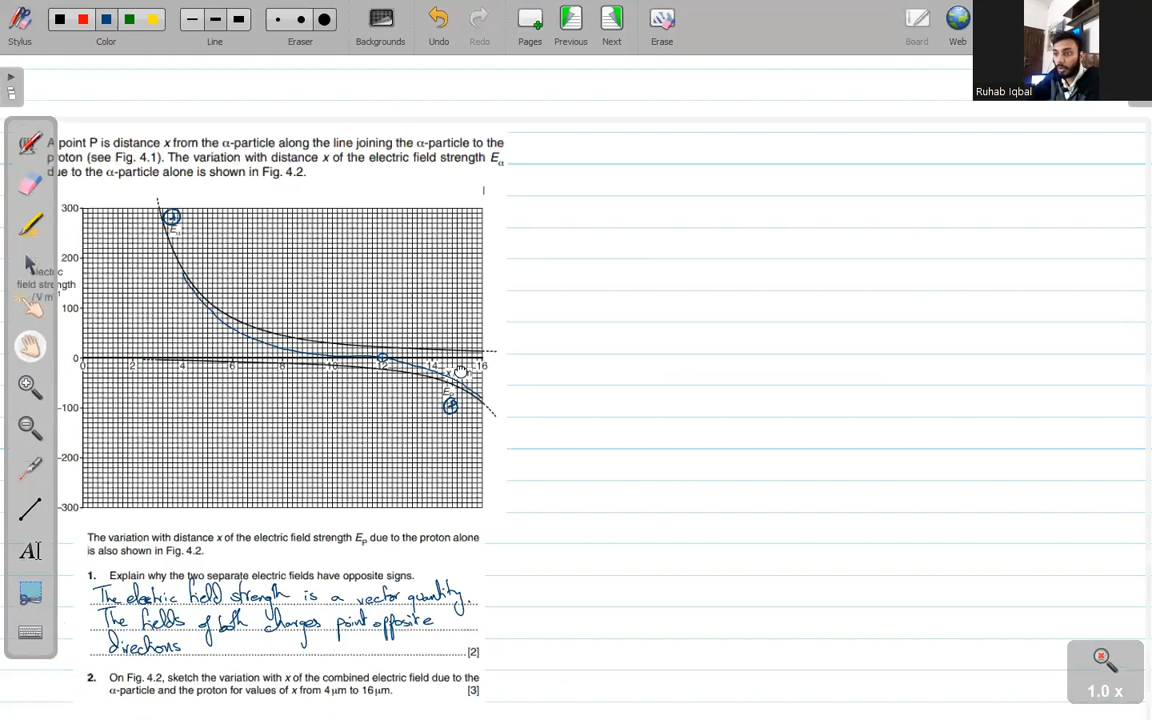 Stylus
Color
Line
Eraser
Backgrounds
Undo
Redo
Pages
Previous
Next
Erase
Board
Web
Ruhab Iqbal
A point P is distance x from the α-particle along the line joining the α-particle to the
proton (see Fig. 4.1). The variation with distance x of the electric field strength Eα
due to the α-particle alone is shown in Fig. 4.2.
300
200
electric
field strength
/V m⁻¹
100
0
0 2 4 6 8 10 12 14 16
-100
-200
-300
The variation with distance x of the electric field strength EP due to the proton alone
is also shown in Fig. 4.2.
1. Explain why the two separate electric fields have opposite signs.
The electric field strength is a vector quantity.
The fields of both charges point opposite
directions
[2]
2. On Fig. 4.2, sketch the variation with x of the combined electric field due to the
α-particle and the proton for values of x from 4 μm to 16 μm. [3]
1.0 x